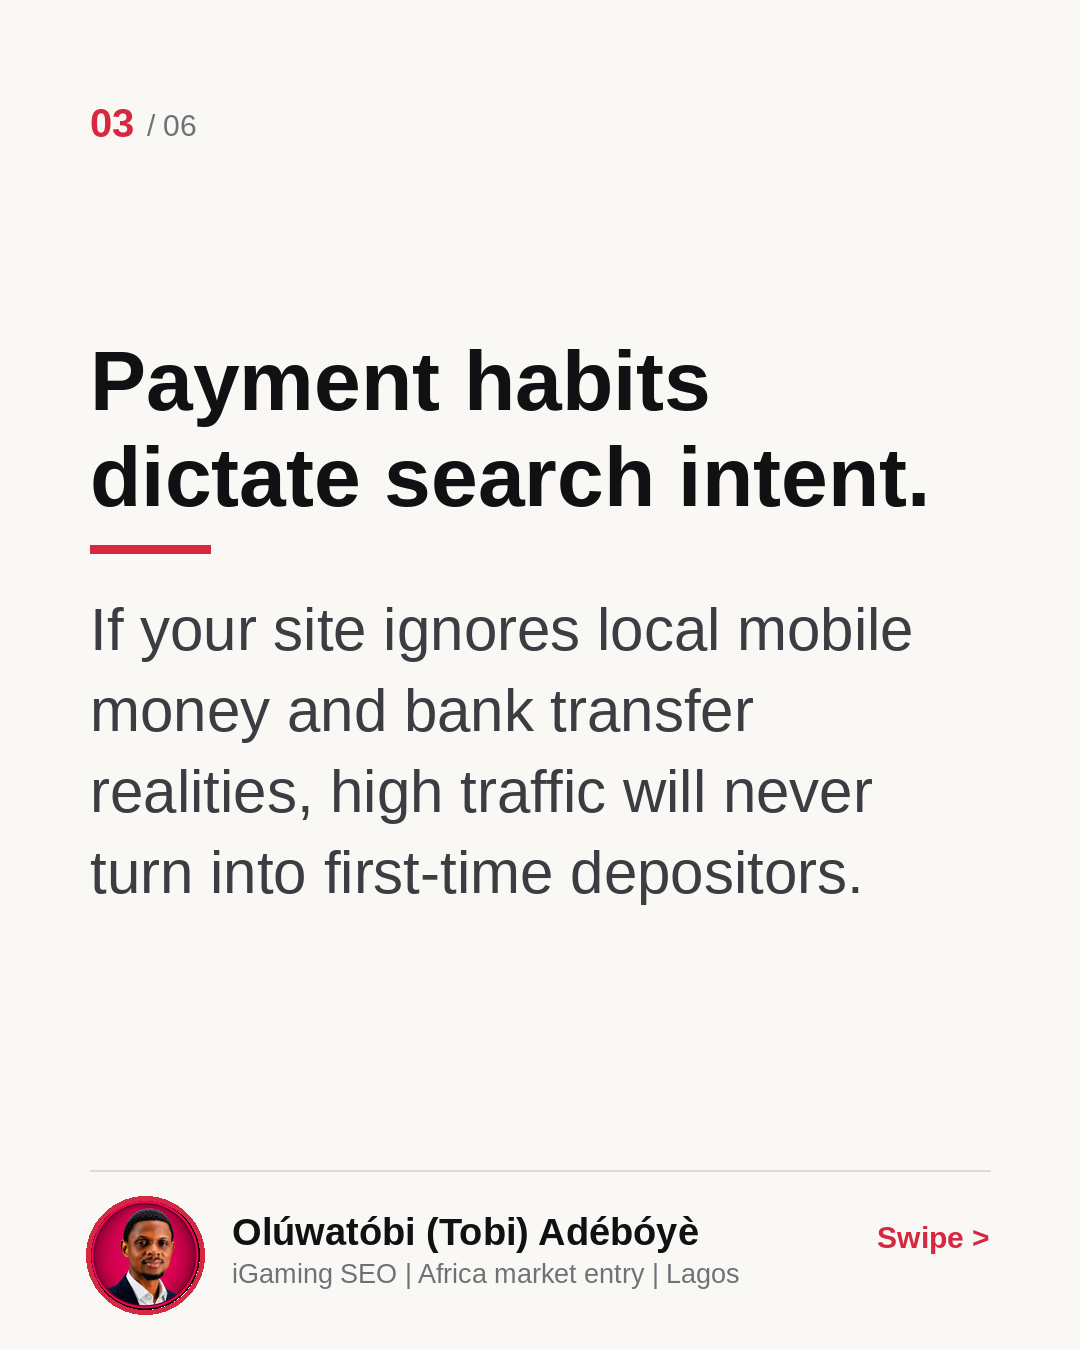 03 / 06
Payment habits
dictate search intent.
If your site ignores local mobile
money and bank transfer
realities, high traffic will never
turn into first-time depositors.
Olúwatóbi (Tobi) Adébóyè
iGaming SEO | Africa market entry | Lagos
Swipe >